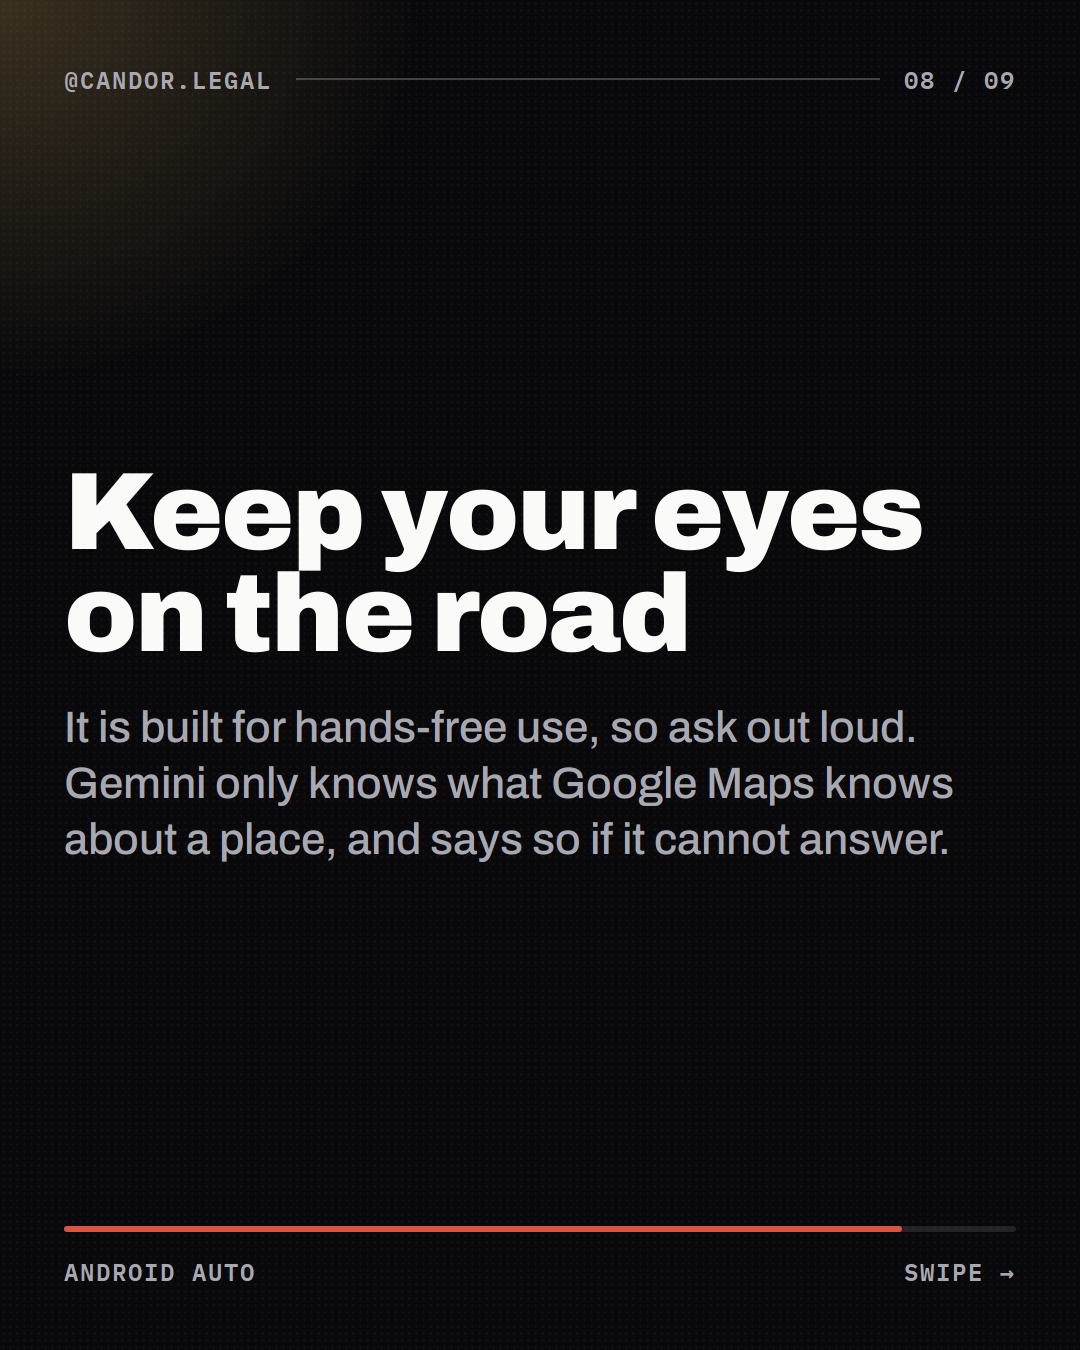 @CANDOR.LEGAL
08 / 09
Keep your eyes
on the road
It is built for hands-free use, so ask out loud.
Gemini only knows what Google Maps knows
about a place, and says so if it cannot answer.
ANDROID AUTO
SWIPE →